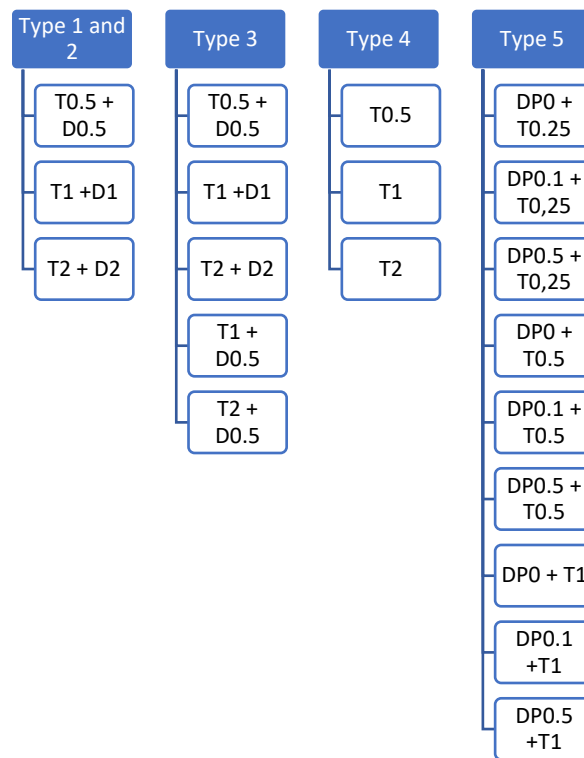 Type 1 and
2
T0.5 +
D0.5
T1 +D1
T2 + D2
Type 3
T0.5 +
D0.5
T1 +D1
T2 + D2
T1 +
D0.5
T2 +
D0.5
Type 4
T0.5
T1
T2
Type 5
DP0 +
T0.25
DP0.1 +
T0,25
DP0.5 +
T0,25
DP0 +
T0.5
DP0.1 +
T0.5
DP0.5 +
T0.5
DP0 + T1
DP0.1
+T1
DP0.5
+T1